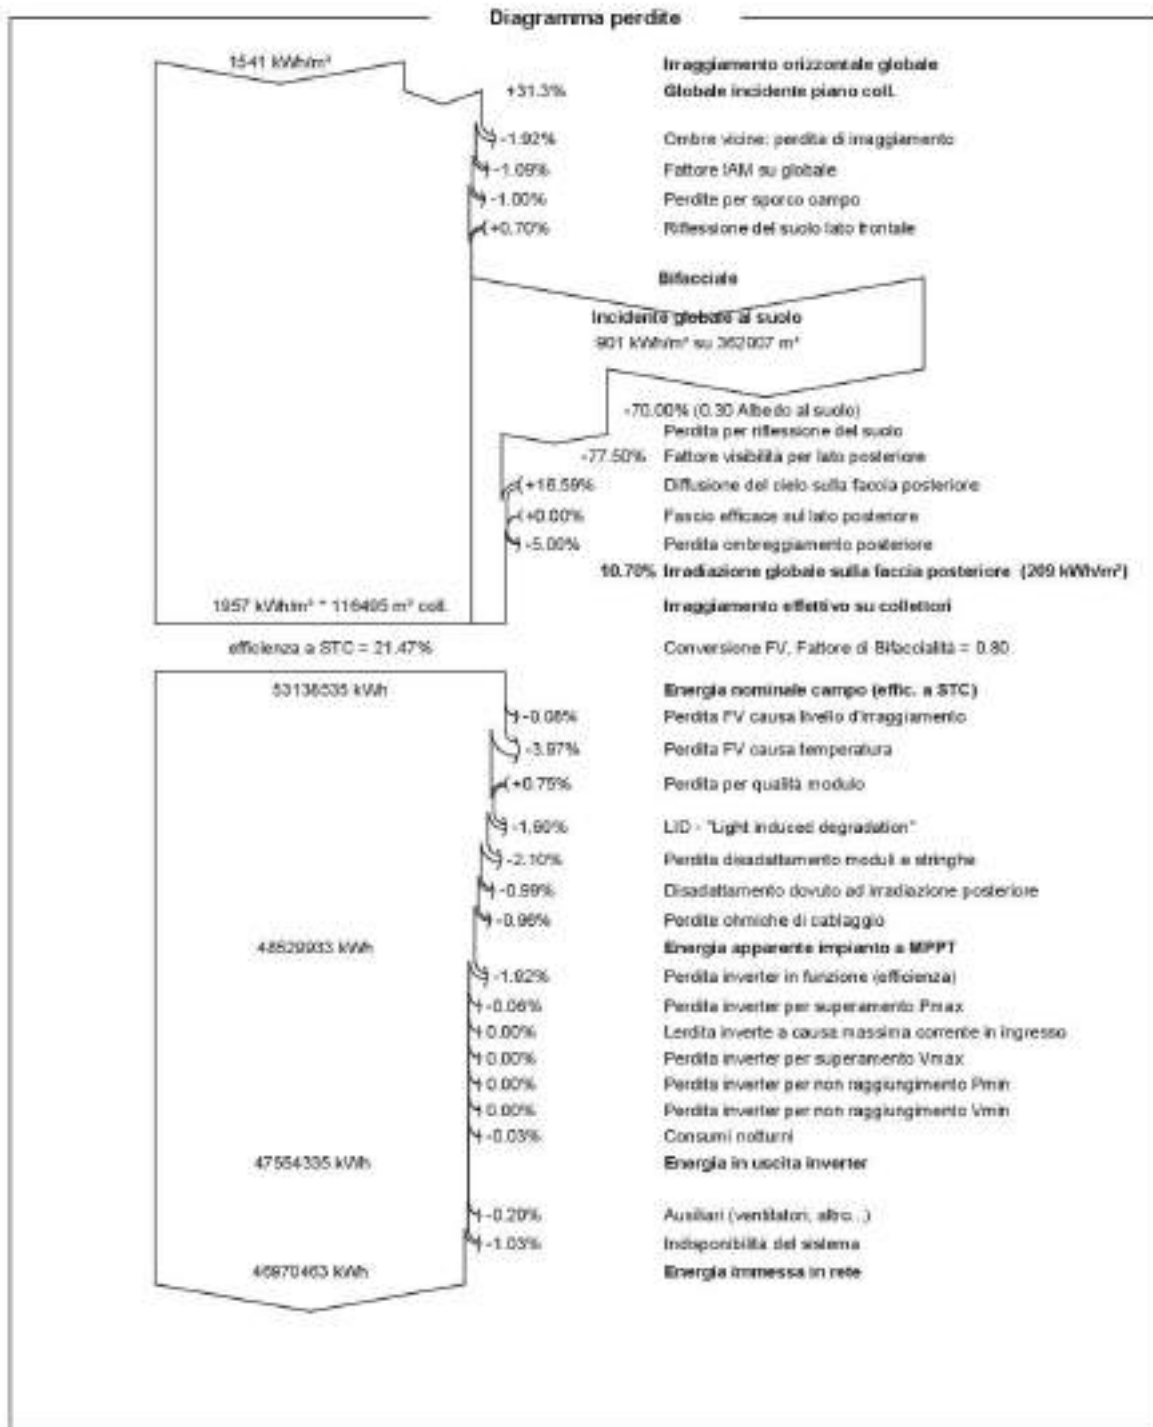 Diagramma perdite
1541 kWh/m² Irraggiamento orizzontale globale
+31.3% Globale incidente piano coll.
-1.92% Ombre vicine: perdita di irraggiamento
-1.09% Fattore IAM su globale
-1.00% Perdite per sporco campo
+0.70% Riflessione del suolo lato frontale
Bifacciale
Incidente globale al suolo
901 kWh/m² su 362007 m²
-70.00% (0.30 Albedo al suolo)
Perdita per riflessione del suolo
-77.50% Fattore visibilità per lato posteriore
+16.59% Diffusione del cielo sulla faccia posteriore
+0.00% Fascio efficace sul lato posteriore
-5.00% Perdita ombreggiamento posteriore
10.70% Irradiazione globale sulla faccia posteriore (209 kWh/m²)
1957 kWh/m² * 116495 m² coll. Irraggiamento effettivo su collettori
efficienza a STC = 21.47% Conversione FV, Fattore di Bifaccialità = 0.80
53138535 kWh Energia nominale campo (effic. a STC)
-0.08% Perdita FV causa livello d'irraggiamento
-3.97% Perdita FV causa temperatura
+0.75% Perdita per qualità modulo
LID - "Light induced degradation"
-2.10% Perdita disadattamento moduli e stringhe
-0.99% Disadattamento dovuto ad irradiazione posteriore
-0.96% Perdite ohmiche di cablaggio
48529933 kWh Energia apparente impianto a MPPT
-1.92% Perdita inverter in funzione (efficienza)
-0.06% Perdita inverter per superamento Pmax
0.00% Lerdita inverte a causa massima corrente in ingresso
0.00% Perdita inverter per superamento Vmax
0.00% Perdita inverter per non raggiungimento Pmin
0.00% Perdita inverter per non raggiungimento Vmin
-0.03% Consumi notturni
47554335 kWh Energia in uscita inverter
-0.20% Ausiliari (ventilatori, altro...)
-1.03% Indisponibilità del sistema
46970463 kWh Energia immessa in rete